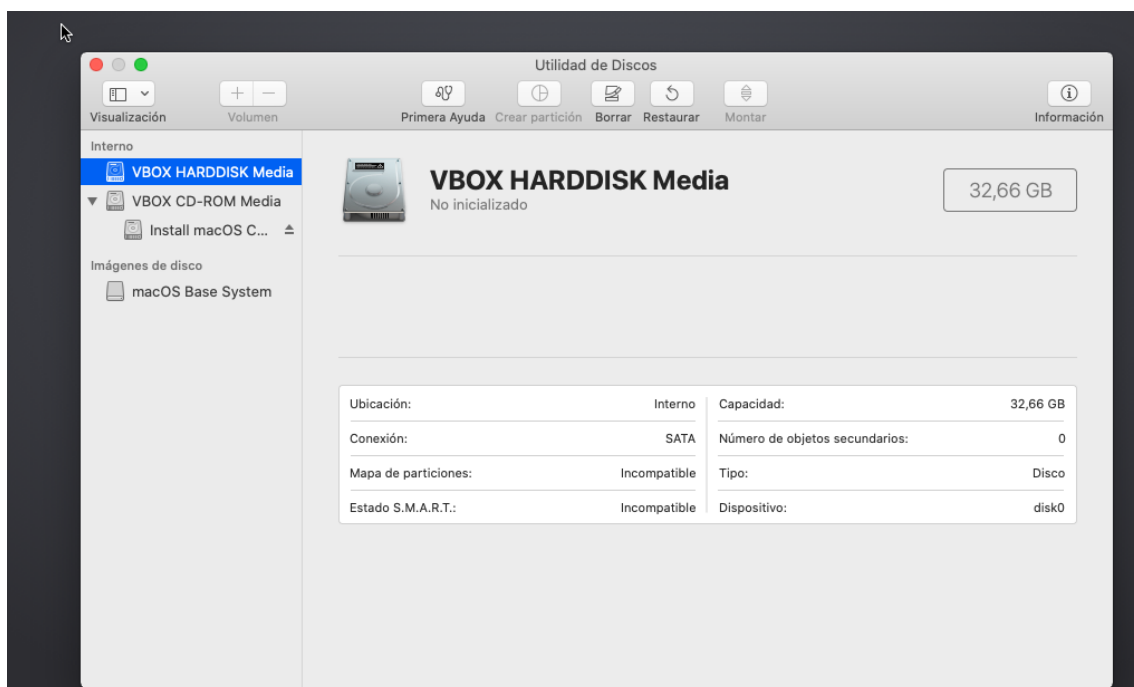 Utilidad de Discos
Visualización Volumen Primera Ayuda Crear partición Borrar Restaurar Montar Información
Interno
VBOX HARDDISK Media
VBOX CD-ROM Media
Install macOS C...
Imágenes de disco
macOS Base System
VBOX HARDDISK Media
No inicializado
32,66 GB
Ubicación: Interno Capacidad: 32,66 GB
Conexión: SATA Número de objetos secundarios: 0
Mapa de particiones: Incompatible Tipo: Disco
Estado S.M.A.R.T.: Incompatible Dispositivo: disk0